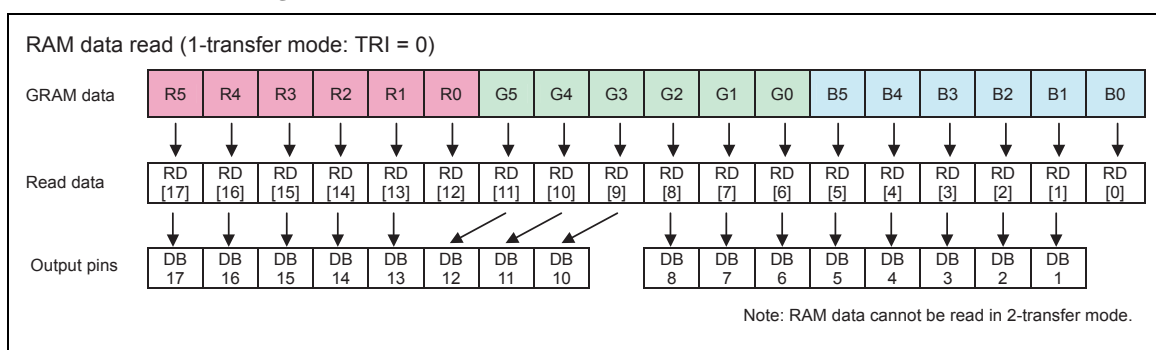 RAM data read (1-transfer mode: TRI = 0)
GRAM data R5 R4 R3 R2 R1 R0 G5 G4 G3 G2 G1 G0 B5 B4 B3 B2 B1 B0
Read data RD [17] RD [16] RD [15] RD [14] RD [13] RD [12] RD [11] RD [10] RD [9] RD [8] RD [7] RD [6] RD [5] RD [4] RD [3] RD [2] RD [1] RD [0]
Output pins DB 17 DB 16 DB 15 DB 14 DB 13 DB 12 DB 11 DB 10 DB 8 DB 7 DB 6 DB 5 DB 4 DB 3 DB 2 DB 1
Note: RAM data cannot be read in 2-transfer mode.